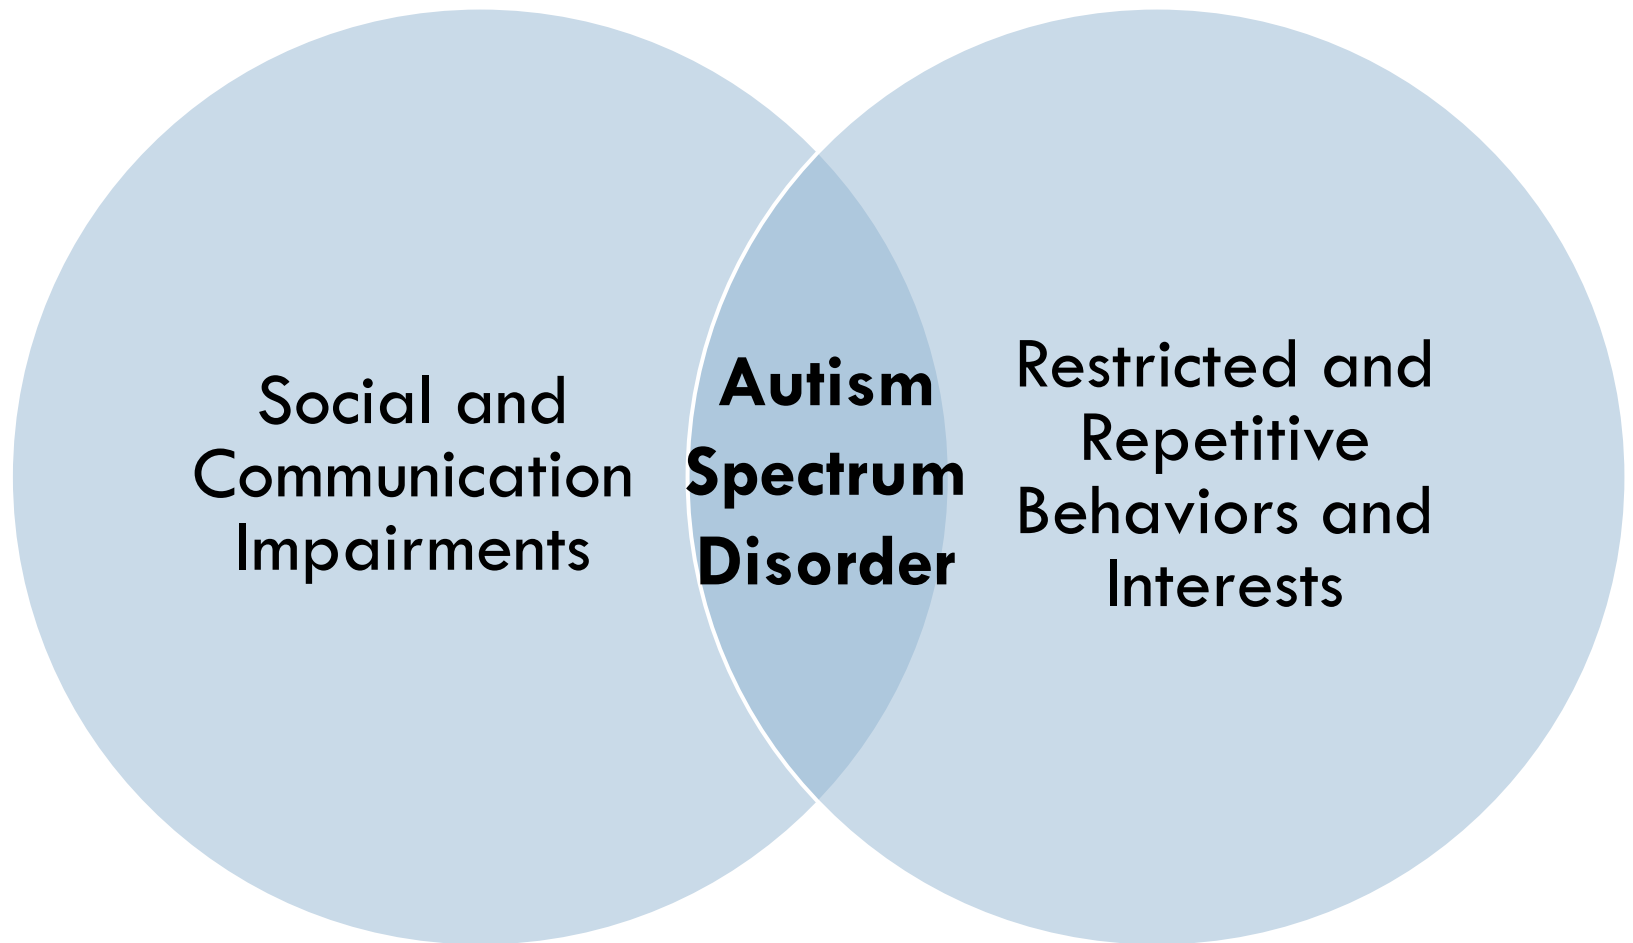 Social and
Communication
Impairments
Autism
Spectrum
Disorder
Restricted and
Repetitive
Behaviors and
Interests